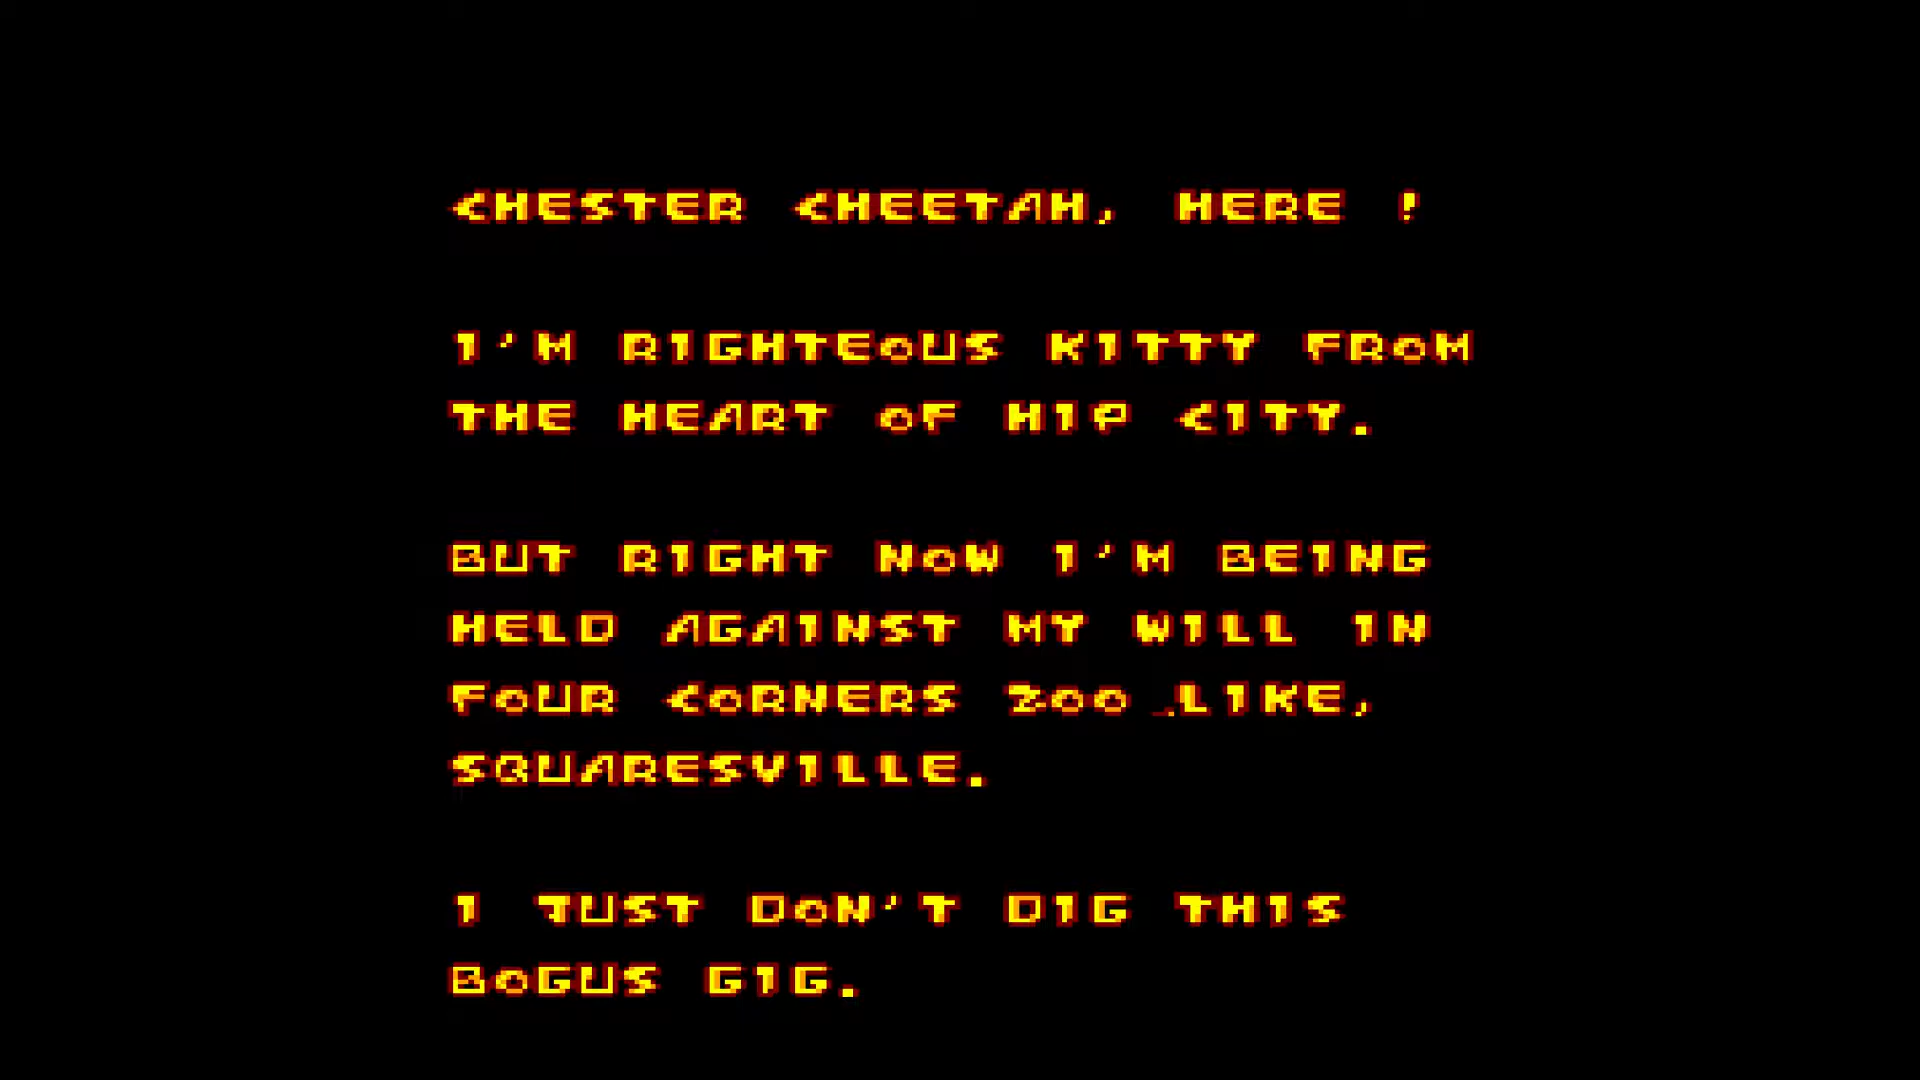 CHESTER CHEETAH, HERE !
I'M RIGHTEOUS KITTY FROM
THE HEART OF HIP CITY.
BUT RIGHT NOW I'M BEING
HELD AGAINST MY WILL IN
FOUR CORNERS ZOO...LIKE,
SQUARESVILLE.
I JUST DON'T DIG THIS
BOGUS GIG.